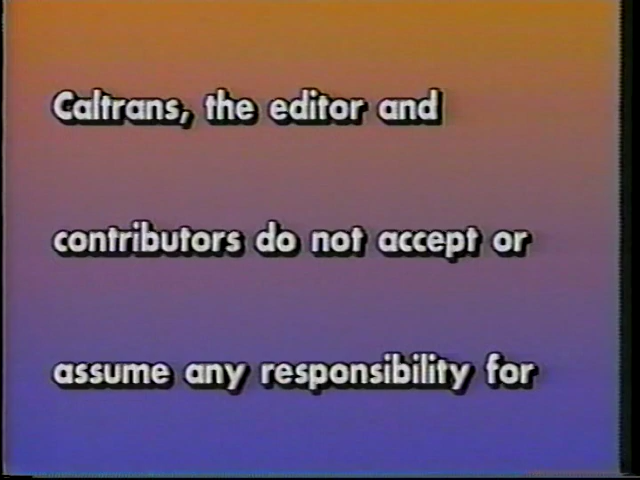 Caltrans, the editor and
contributors do not accept or
assume any responsibility for